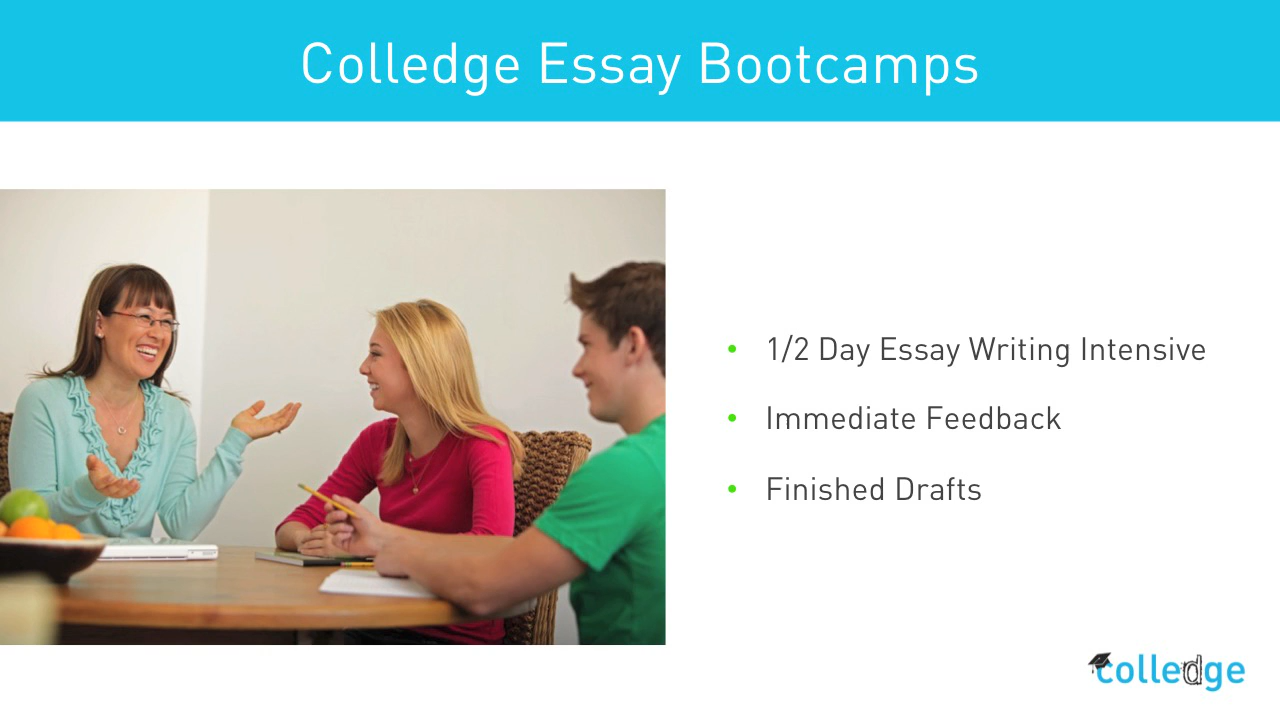 Colledge Essay Bootcamps
• 1/2 Day Essay Writing Intensive
• Immediate Feedback
• Finished Drafts
colledge